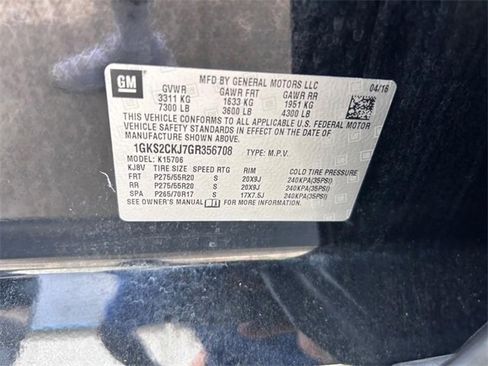 GM
MFD BY GENERAL MOTORS LLC 04/16
GVWR GAWR FRT GAWR RR
3311 KG 1633 KG 1951 KG
7300 LB 3600 LB 4300 LB
THIS VEHICLE CONFORMS TO ALL APPLICABLE U.S. FEDERAL MOTOR
VEHICLE SAFETY AND THEFT PREVENTION STANDARDS IN EFFECT ON THE DATE OF
MANUFACTURE SHOWN ABOVE.
1GKS2CKJ7GR356708 TYPE: M.P.V.
MODEL: K15706
KJ8V TIRE SIZE SPEED RTG RIM COLD TIRE PRESSURE
FRT P275/55R20 S 20X9J 240KPA(35PSI)
RR P275/55R20 S 20X9J 240KPA(35PSI)
SPA P265/70R17 S 17X7.5J 240KPA(35PSI)
SEE OWNER'S MANUAL FOR ADDITIONAL INFORMATION.